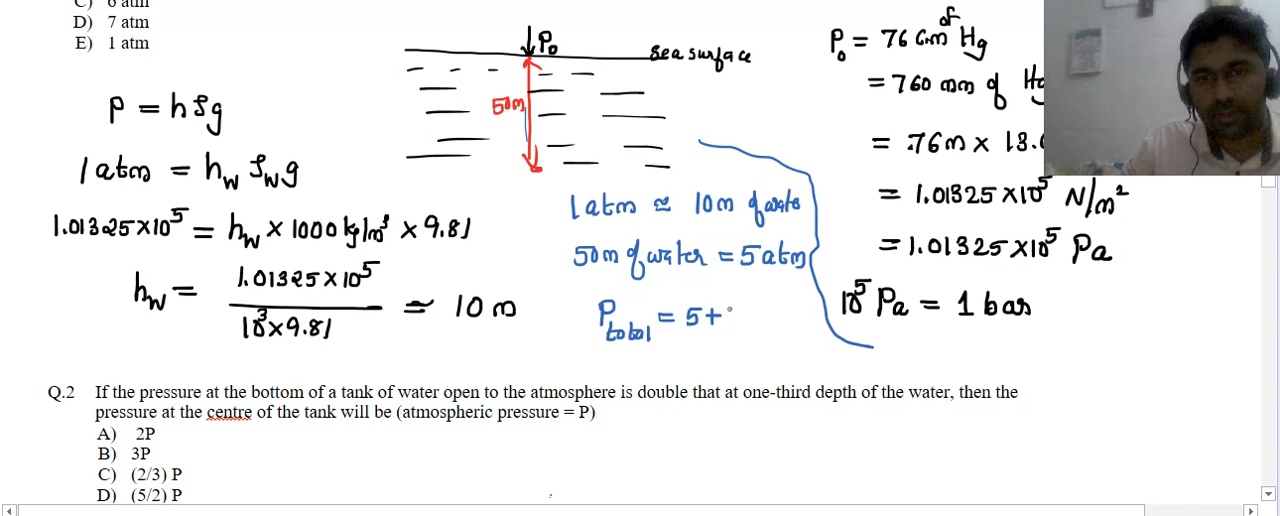 C) 6 atm
D) 7 atm
E) 1 atm
P = hρg
1 atm = h_w ρ_w g
1.01325×10⁵ = h_w × 1000 kg/m³ × 9.81
h_w = 1.01325×10⁵ / 10³×9.81 ≃ 10 m
P₀
Sea surface
50m
1 atm ≈ 10m of water
50m of water = 5 atm
P_total = 5+
P₀ = 76 cm of Hg
= 760 mm of Hg
= .76m × 13.
= 1.01325×10⁵ N/m²
= 1.01325×10⁵ Pa
10⁵ Pa = 1 bar
Q.2 If the pressure at the bottom of a tank of water open to the atmosphere is double that at one-third depth of the water, then the
pressure at the centre of the tank will be (atmospheric pressure = P)
A) 2P
B) 3P
C) (2/3) P
D) (5/2) P